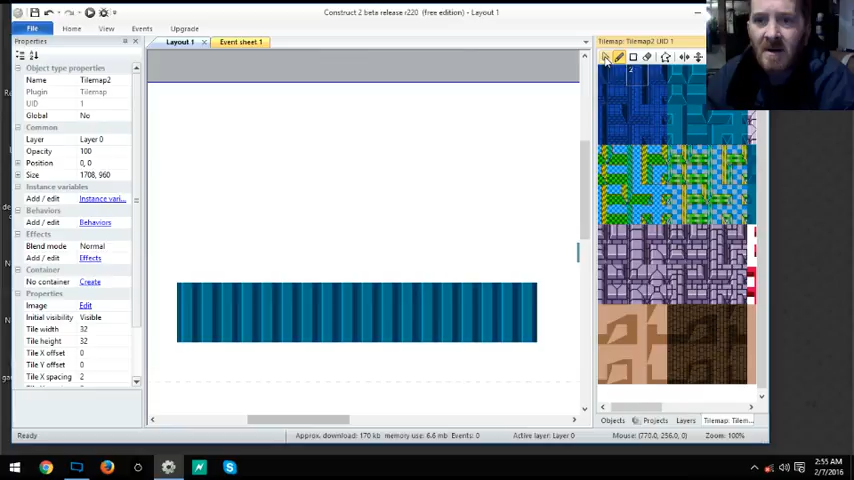 Construct 2 beta release r220 (free edition) - Layout 1
File Home View Events Upgrade
Properties
Layout 1
Event sheet 1
Tilemap: Tilemap2 UID 1
Object type properties
Name Tilemap2
Plugin Tilemap
UID 1
Global No
Common
Layer Layer 0
Opacity 100
Position 0, 0
Size 1708, 960
Instance variables
Add / edit Instance vari...
Behaviors
Add / edit Behaviors
Effects
Blend mode Normal
Add / edit Effects
Container
No container Create
Properties
Image Edit
Initial visibility Visible
Tile width 32
Tile height 32
Tile X offset 0
Tile Y offset 0
Tile X spacing 2
2
Objects Projects Layers Tilemap: Tilem...
Ready
Approx. download: 170 kb memory use: 6.6 mb Events: 0
Active layer: Layer 0
Mouse: (770.0, 256.0, 0)
Zoom: 100%
2:55 AM
2/7/2016